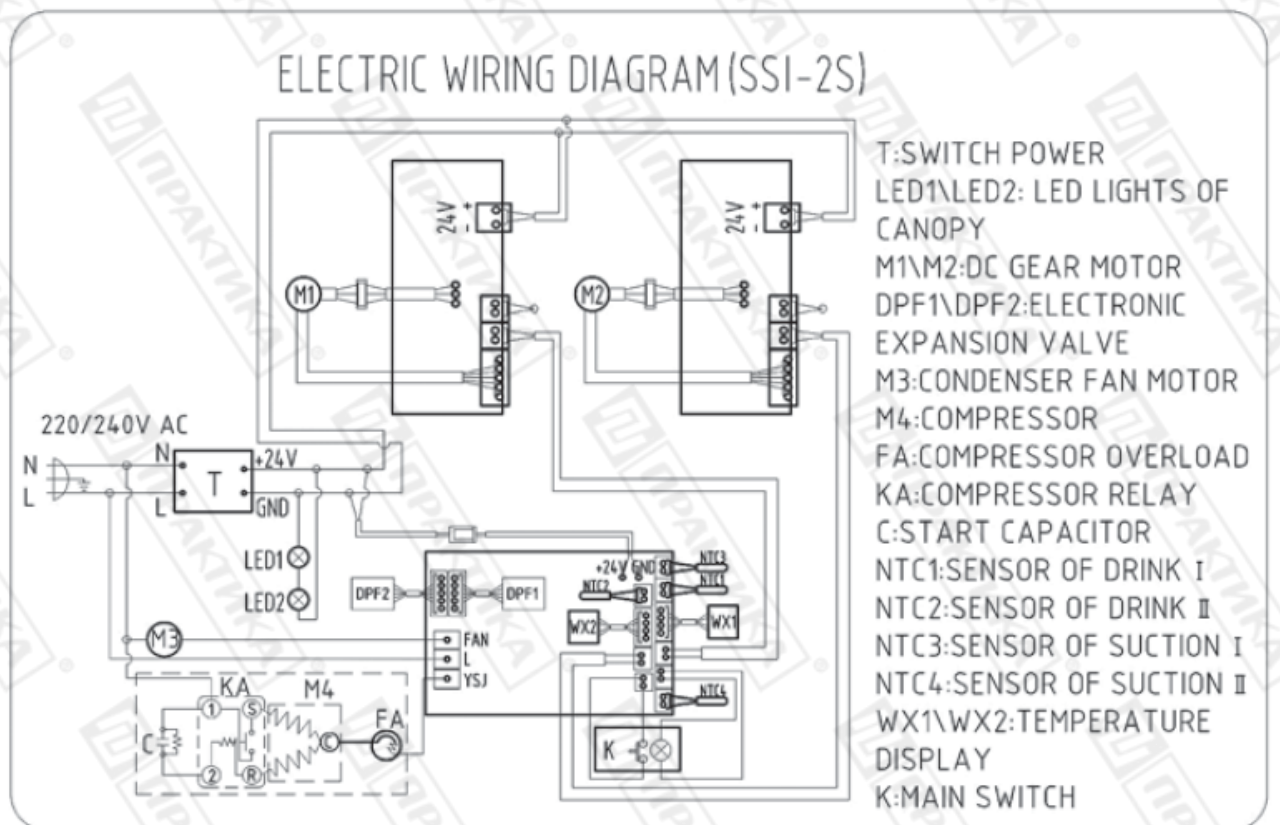 ELECTRIC WIRING DIAGRAM(SSI-2S)
T:SWITCH POWER
LED1\LED2: LED LIGHTS OF
CANOPY
M1\M2:DC GEAR MOTOR
DPF1\DPF2:ELECTRONIC
EXPANSION VALVE
M3:CONDENSER FAN MOTOR
M4:COMPRESSOR
FA:COMPRESSOR OVERLOAD
KA:COMPRESSOR RELAY
C:START CAPACITOR
NTC1:SENSOR OF DRINK I
NTC2:SENSOR OF DRINK II
NTC3:SENSOR OF SUCTION I
NTC4:SENSOR OF SUCTION II
WX1\WX2:TEMPERATURE
DISPLAY
K:MAIN SWITCH
24V + -
24V + -
M1
M2
220/240V AC
N
L
N
L
T
+24V
GND
LED1
LED2
DPF2
DPF1
+24V GND
NTC3
NTC1
NTC2
WX2
WX1
M3
FAN
L
YSJ
NTC4
KA
M4
FA
1
S
C
C
2
R
K
ПРАКТИКА